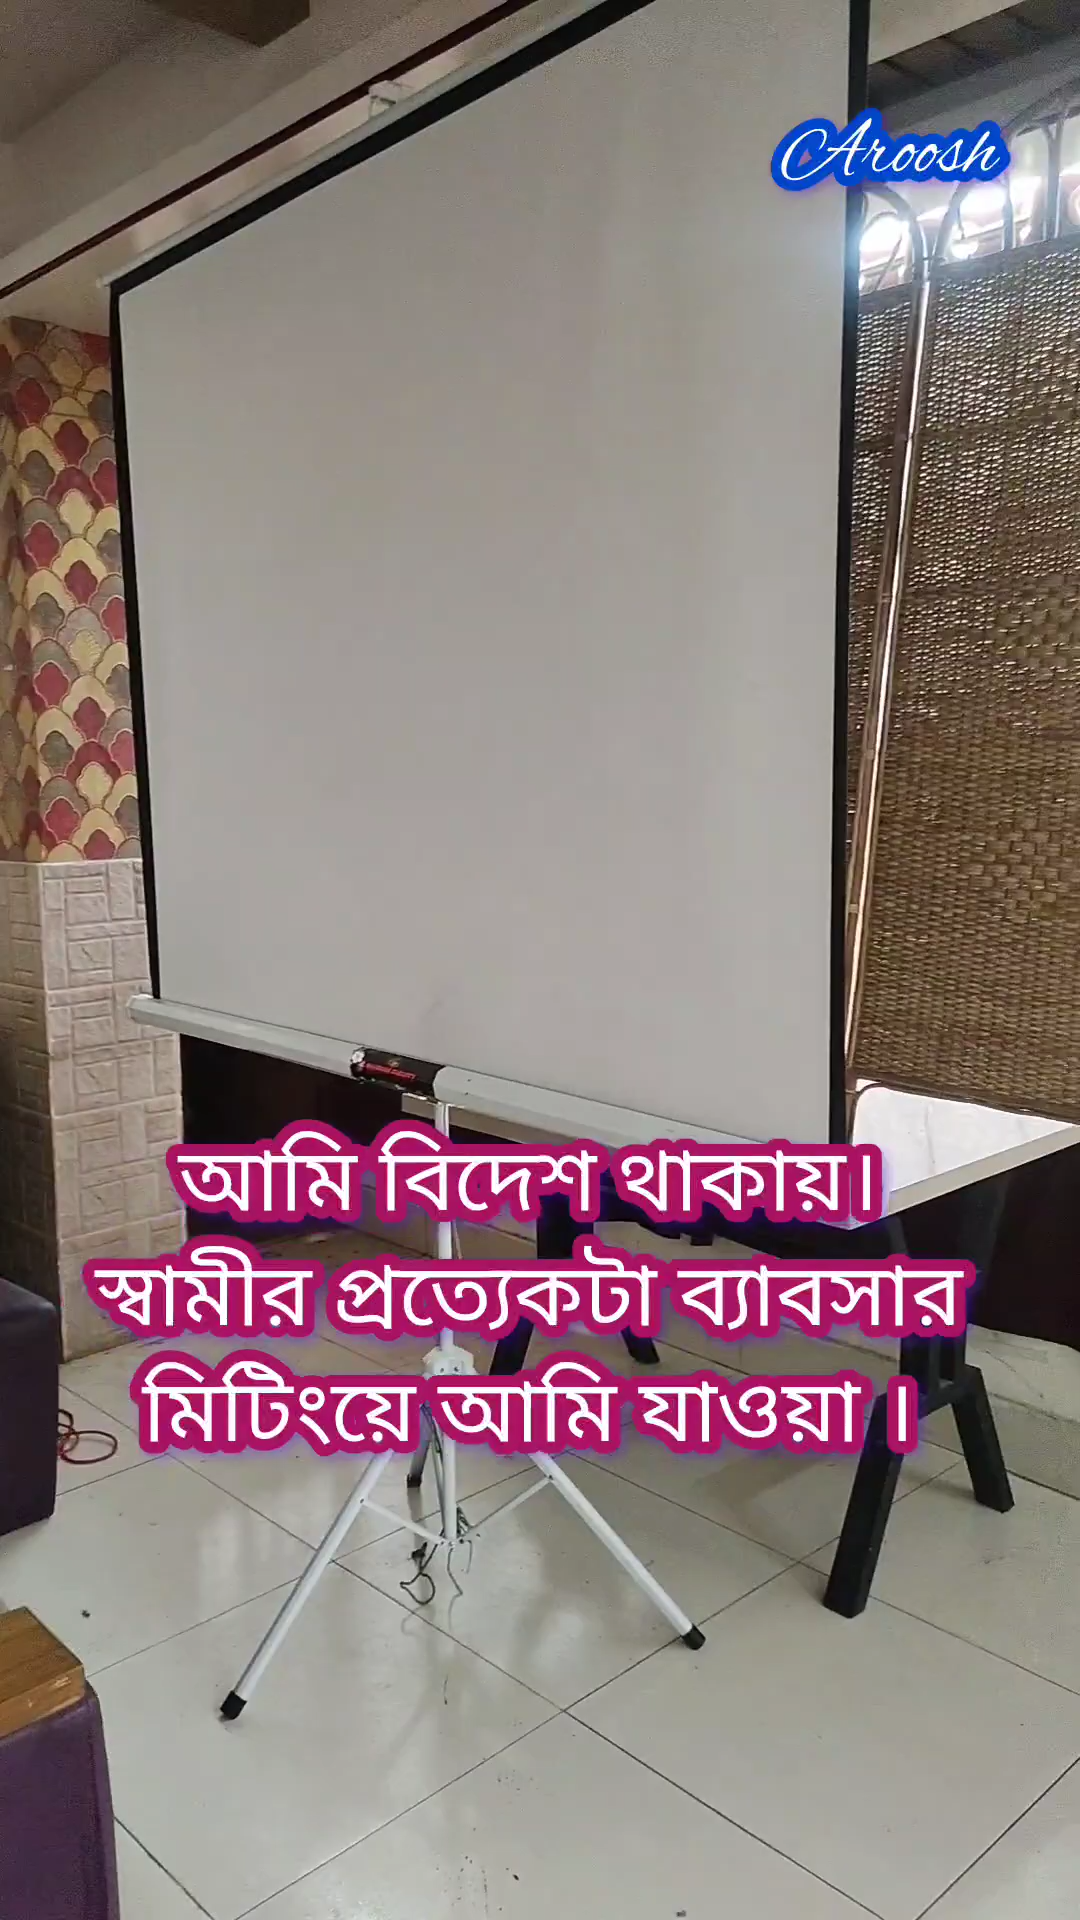 Aroosh
আমি বিদেশ থাকায়।
স্বামীর প্রত্যেকটা ব্যাবসার
মিটিংয়ে আমি যাওয়া ।